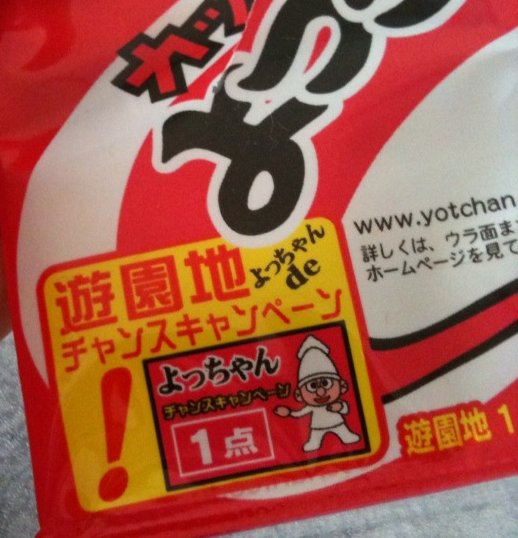 カッ
よっ
www.yotchan
詳しくは、ウラ面ま
ホームページを見て
よっちゃん
de
遊園地
チャンスキャンペーン
!
よっちゃん
チャンスキャンペーン
1点
遊園地 1